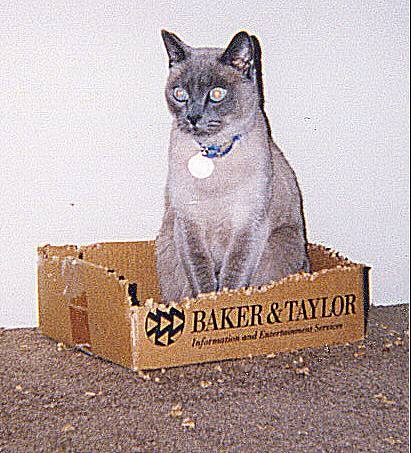 BAKER & TAYLOR
Information and Entertainment Services